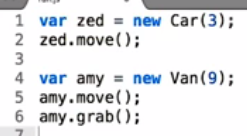 1 var zed = new Car(3);
2 zed.move();
3
4 var amy = new Van(9);
5 amy.move();
6 amy.grab();
7